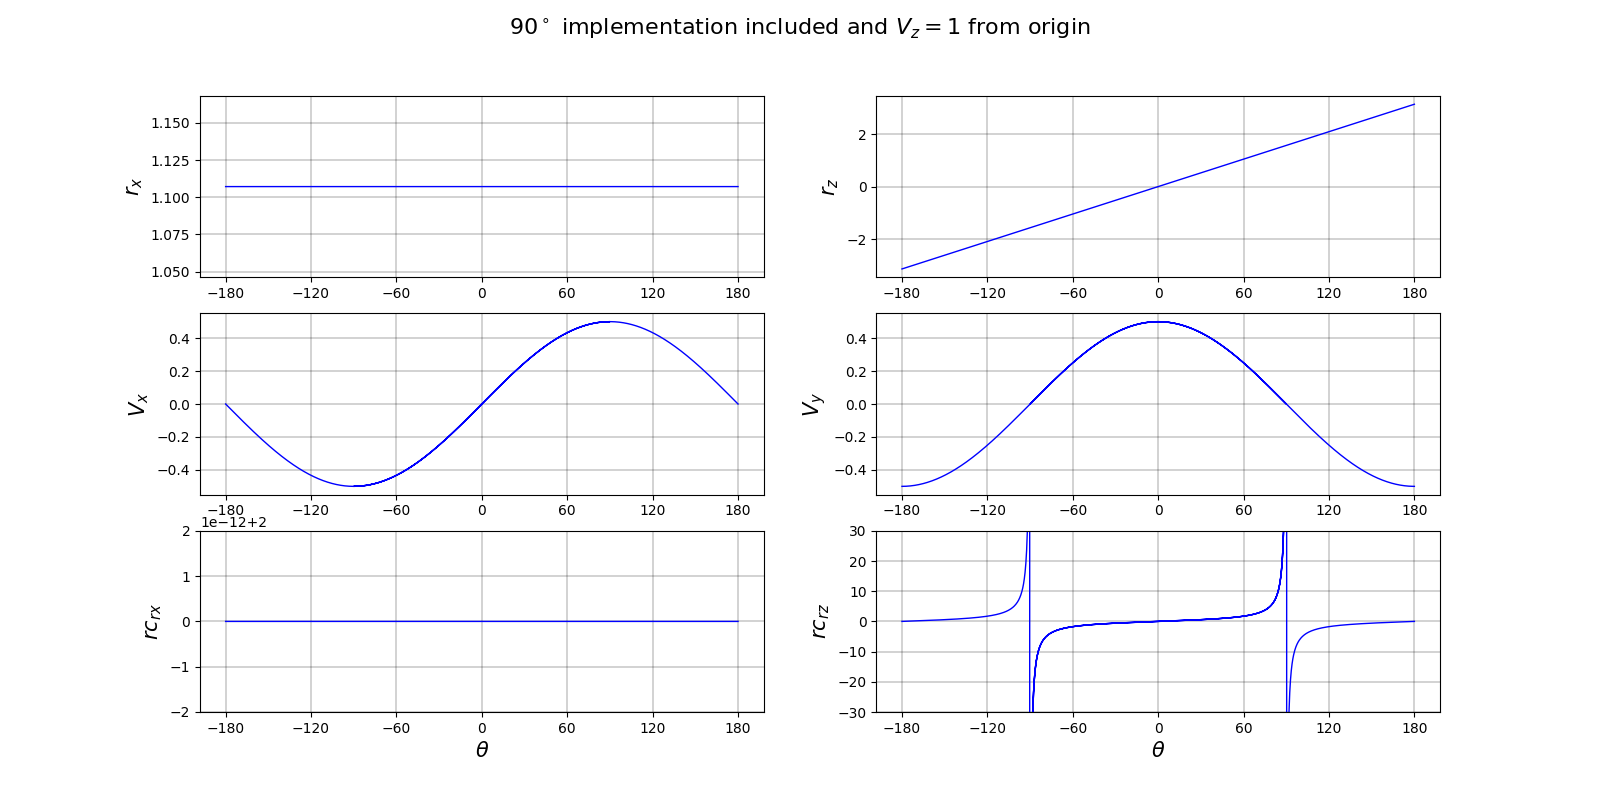 90° implementation included and V_z = 1 from origin
r_x
1.150
1.125
1.100
1.075
1.050
−180 −120 −60 0 60 120 180
r_z
2
0
−2
−180 −120 −60 0 60 120 180
V_x
0.4
0.2
0.0
−0.2
−0.4
−180 −120 −60 0 60 120 180
V_y
0.4
0.2
0.0
−0.2
−0.4
−180 −120 −60 0 60 120 180
1e−12+2
rc_rx
2
1
0
−1
−2
−180 −120 −60 0 60 120 180
θ
rc_rz
30
20
10
0
−10
−20
−30
−180 −120 −60 0 60 120 180
θ